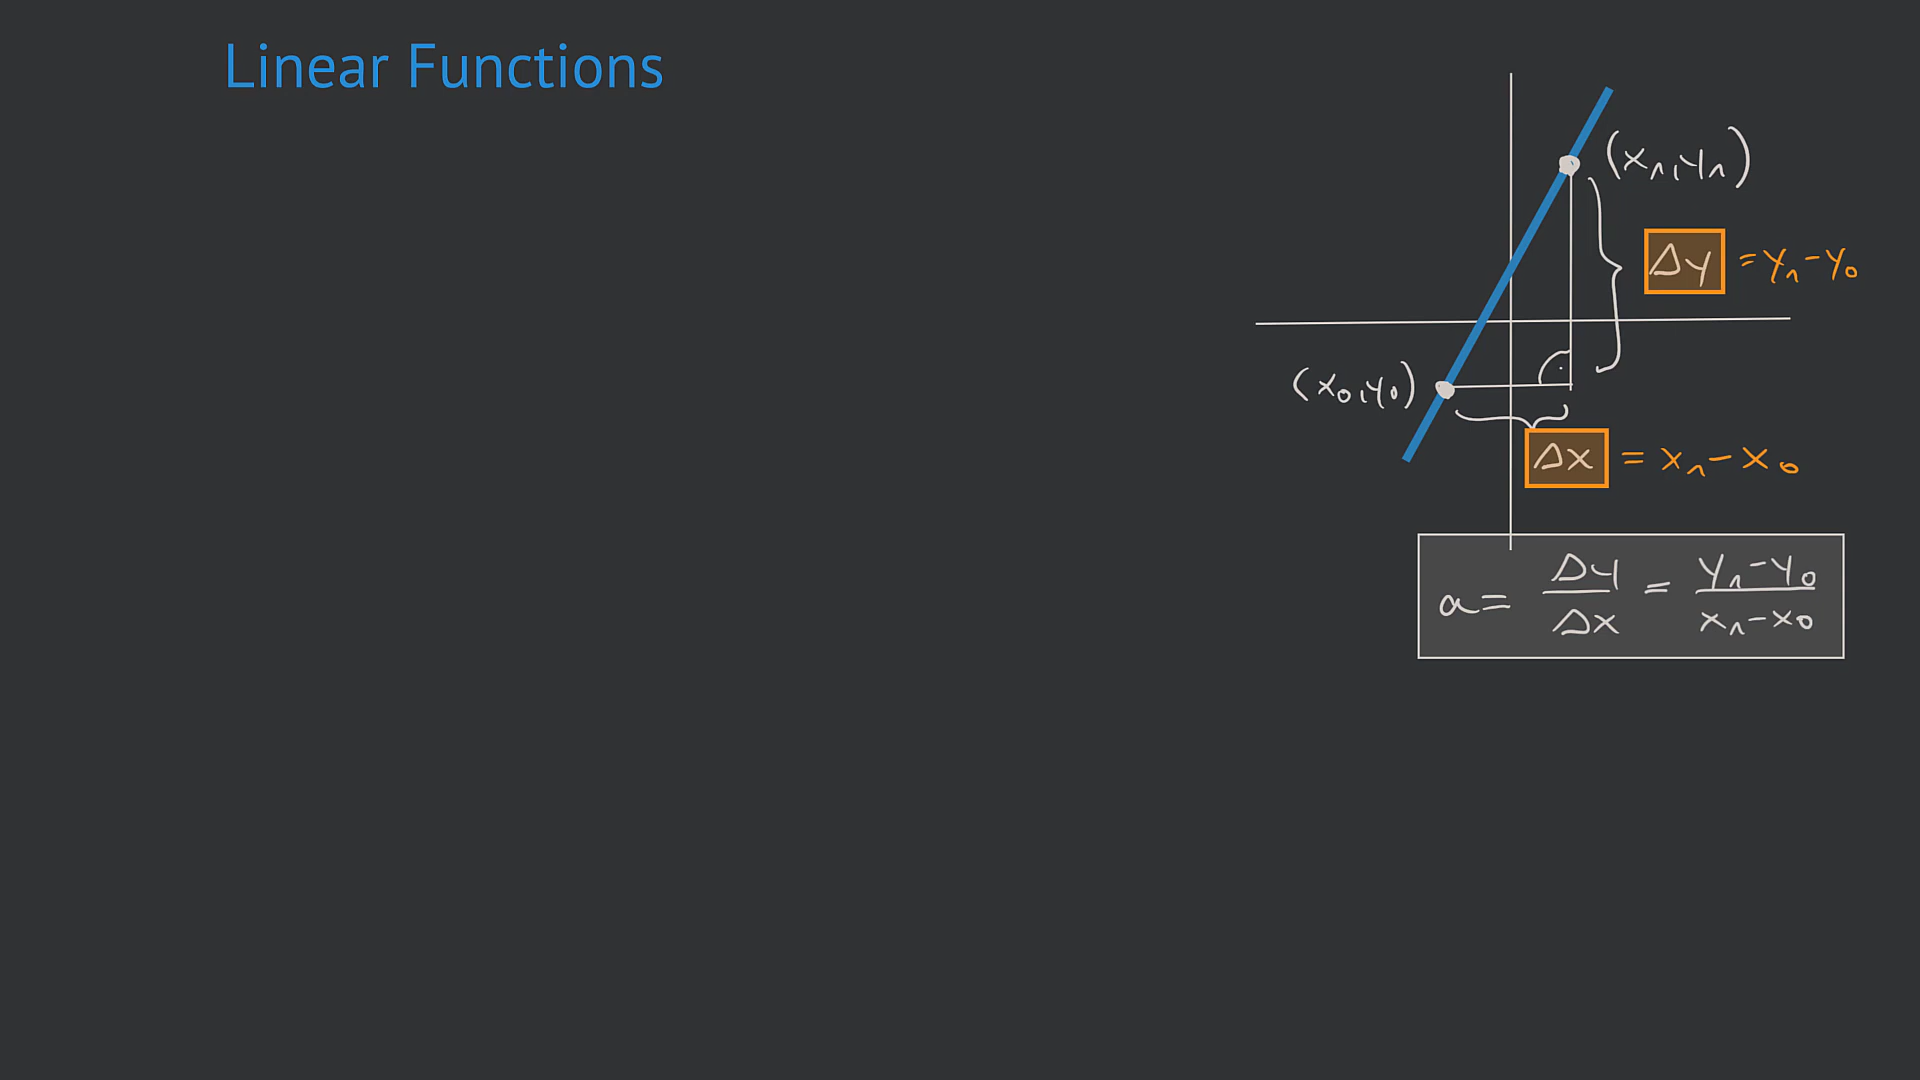 Linear Functions
(x₁,y₁)
Δy = y₁-y₀
(x₀,y₀)
Δx = x₁-x₀
a = Δy/Δx = (y₁-y₀)/(x₁-x₀)